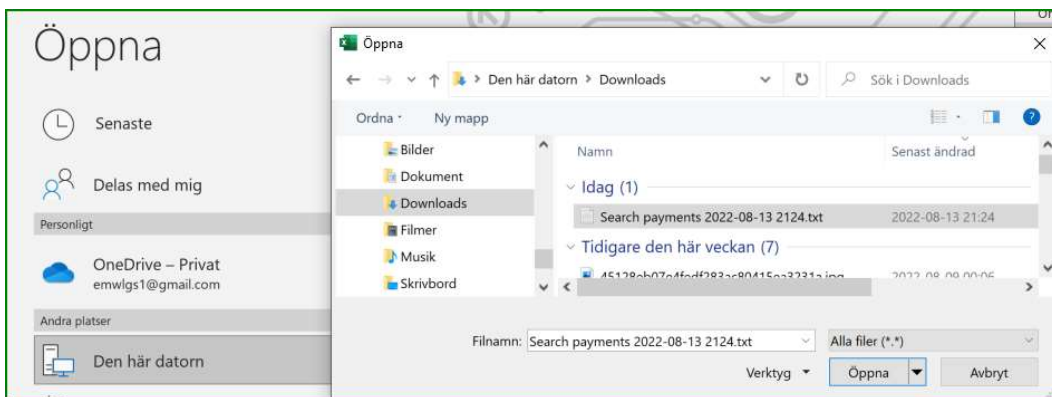 Öppna
Senaste
Delas med mig
Personligt
OneDrive – Privat
emwlgs1@gmail.com
Andra platser
Den här datorn
Öppna
Den här datorn > Downloads
Sök i Downloads
Ordna
Ny mapp
Bilder
Dokument
Downloads
Filmer
Musik
Skrivbord
Namn
Senast ändrad
Idag (1)
Search payments 2022-08-13 2124.txt
2022-08-13 21:24
Tidigare den här veckan (7)
Filnamn:
Search payments 2022-08-13 2124.txt
Alla filer (*.*)
Verktyg
Öppna
Avbryt